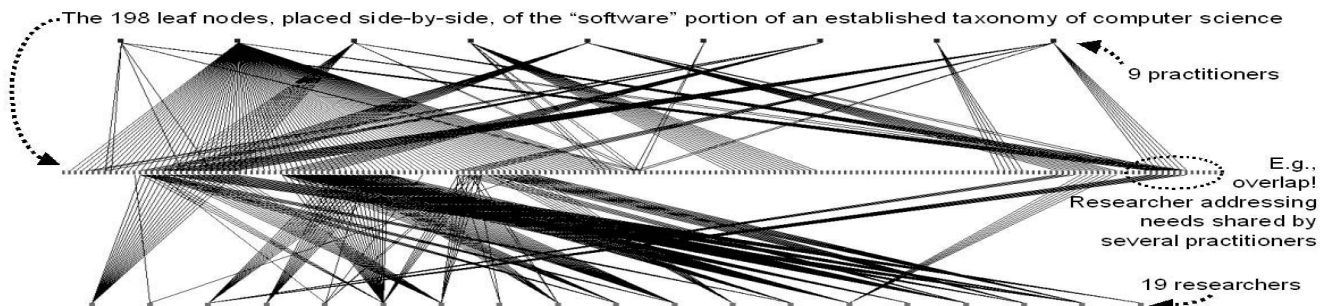 The 198 leaf nodes, placed side-by-side, of the “software” portion of an established taxonomy of computer science
9 practitioners
E.g.,
overlap!
Researcher addressing
needs shared by
several practitioners
19 researchers